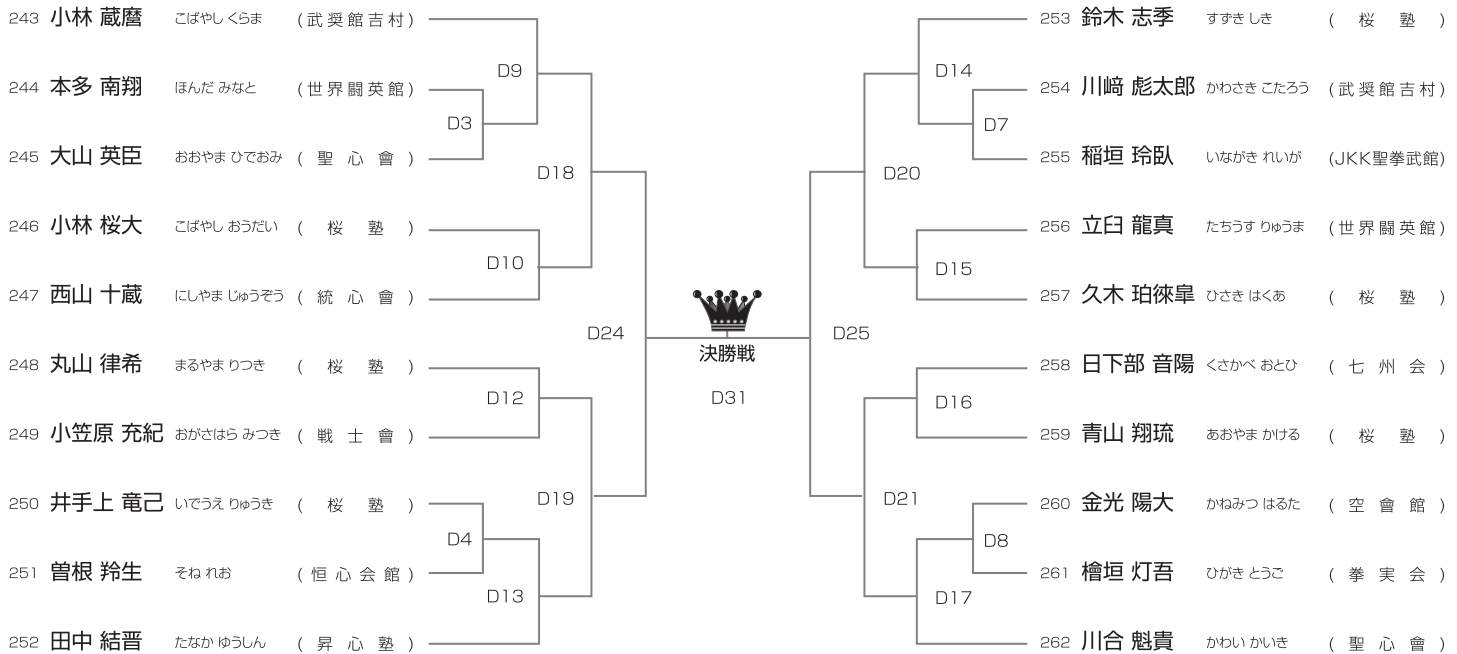 243 小林 蔵麿 こばやし くらま (武奨館吉村)
244 本多 南翔 ほんだ みなと (世界闘英館)
245 大山 英臣 おおやま ひでおみ (聖心會)
246 小林 桜大 こばやし おうだい (桜塾)
247 西山 十蔵 にしやま じゅうぞう (統心會)
248 丸山 律希 まるやま りつき (桜塾)
249 小笠原 充紀 おがさはら みつき (戦士會)
250 井手上 竜己 いでうえ りゅうき (桜塾)
251 曽根 羚生 そね れお (恒心会館)
252 田中 結晋 たなか ゆうしん (昇心塾)
D9
D3
D18
D10
D24
D12
D19
D4
D13
決勝戦
D31
D14
D7
D20
D15
D25
D16
D21
D8
D17
253 鈴木 志季 すずき しき (桜塾)
254 川﨑 彪太郎 かわさき こたろう (武奨館吉村)
255 稲垣 玲臥 いながき れいが (JKK聖拳武館)
256 立臼 龍真 たちうす りゅうま (世界闘英館)
257 久木 珀徠皐 ひさき はくあ (桜塾)
258 日下部 音陽 くさかべ おとひ (七州会)
259 青山 翔琉 あおやま かける (桜塾)
260 金光 陽大 かねみつ はるた (空會館)
261 檜垣 灯吾 ひがき とうご (拳実会)
262 川合 魁貴 かわい かいき (聖心會)